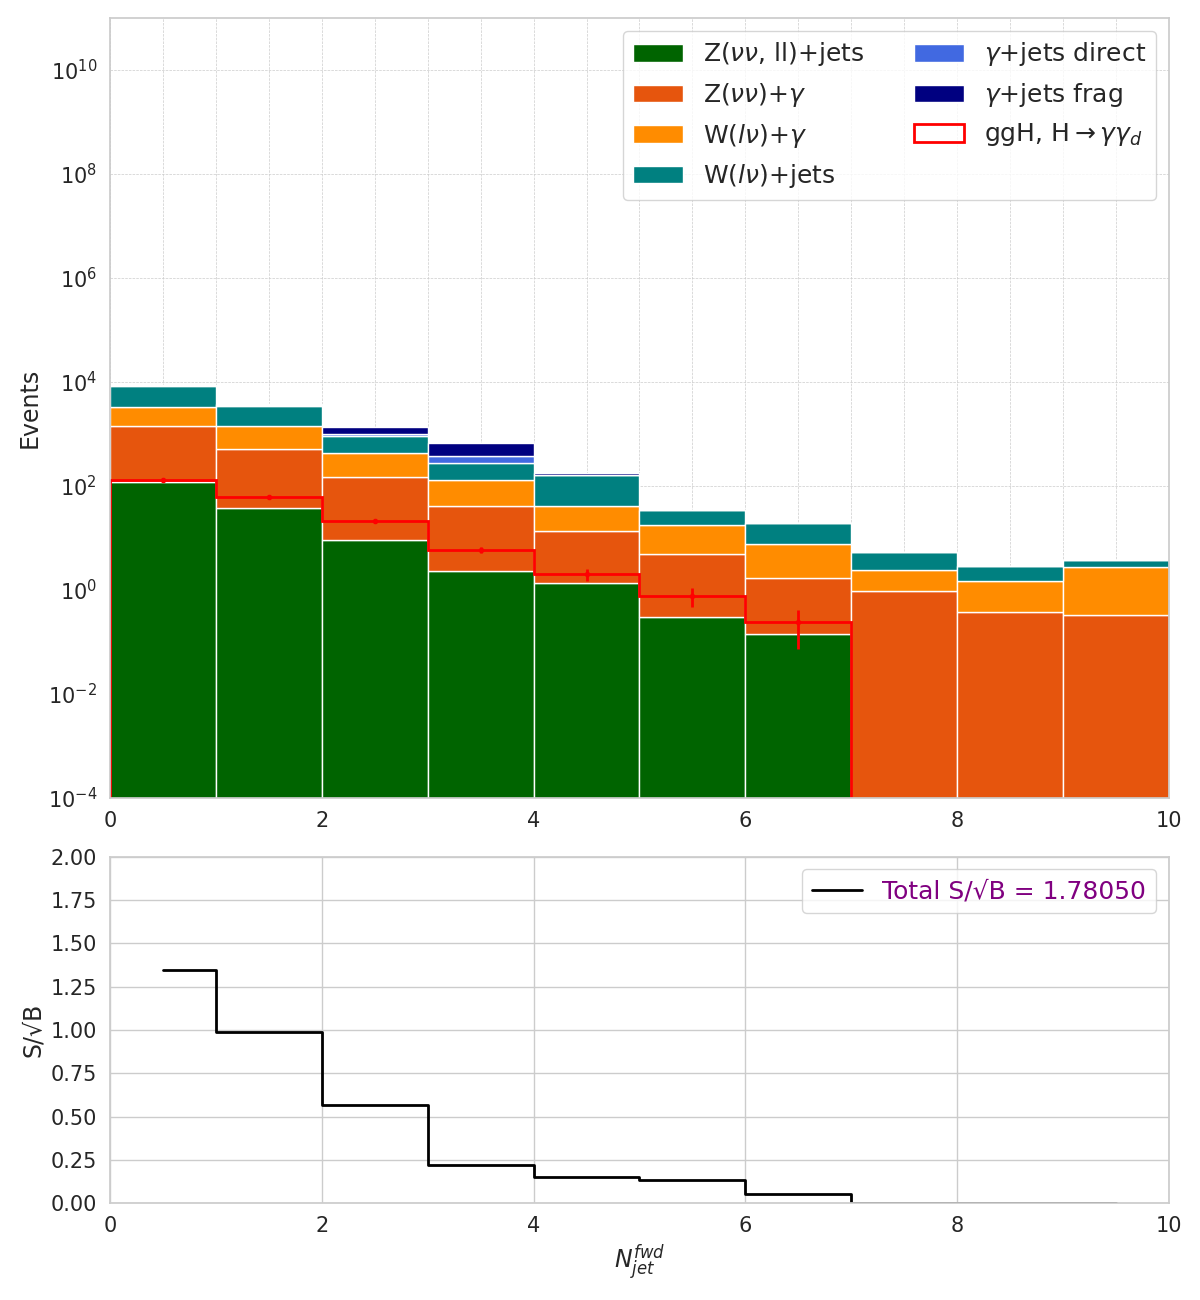 Z(νν, ll)+jets
Z(νν)+γ
W(lν)+γ
W(lν)+jets
γ+jets direct
γ+jets frag
ggH, H→γγ_d
Events
10^10
10^8
10^6
10^4
10^2
10^0
10^−2
10^−4
0 2 4 6 8 10
Total S/√B = 1.78050
S/√B
2.00
1.75
1.50
1.25
1.00
0.75
0.50
0.25
0.00
0 2 4 6 8 10
N_jet^fwd